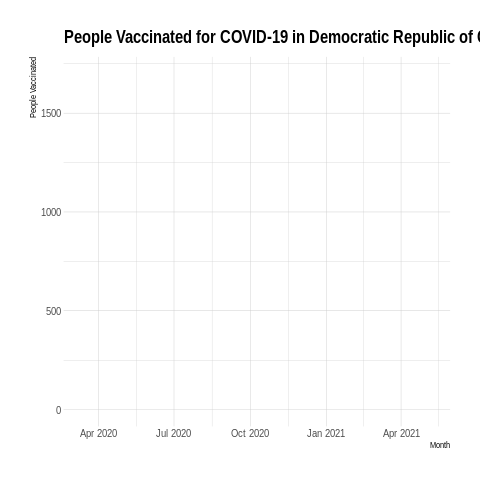 People Vaccinated for COVID-19 in Democratic Republic of
People Vaccinated
1500
1000
500
0
Apr 2020 Jul 2020 Oct 2020 Jan 2021 Apr 2021
Month